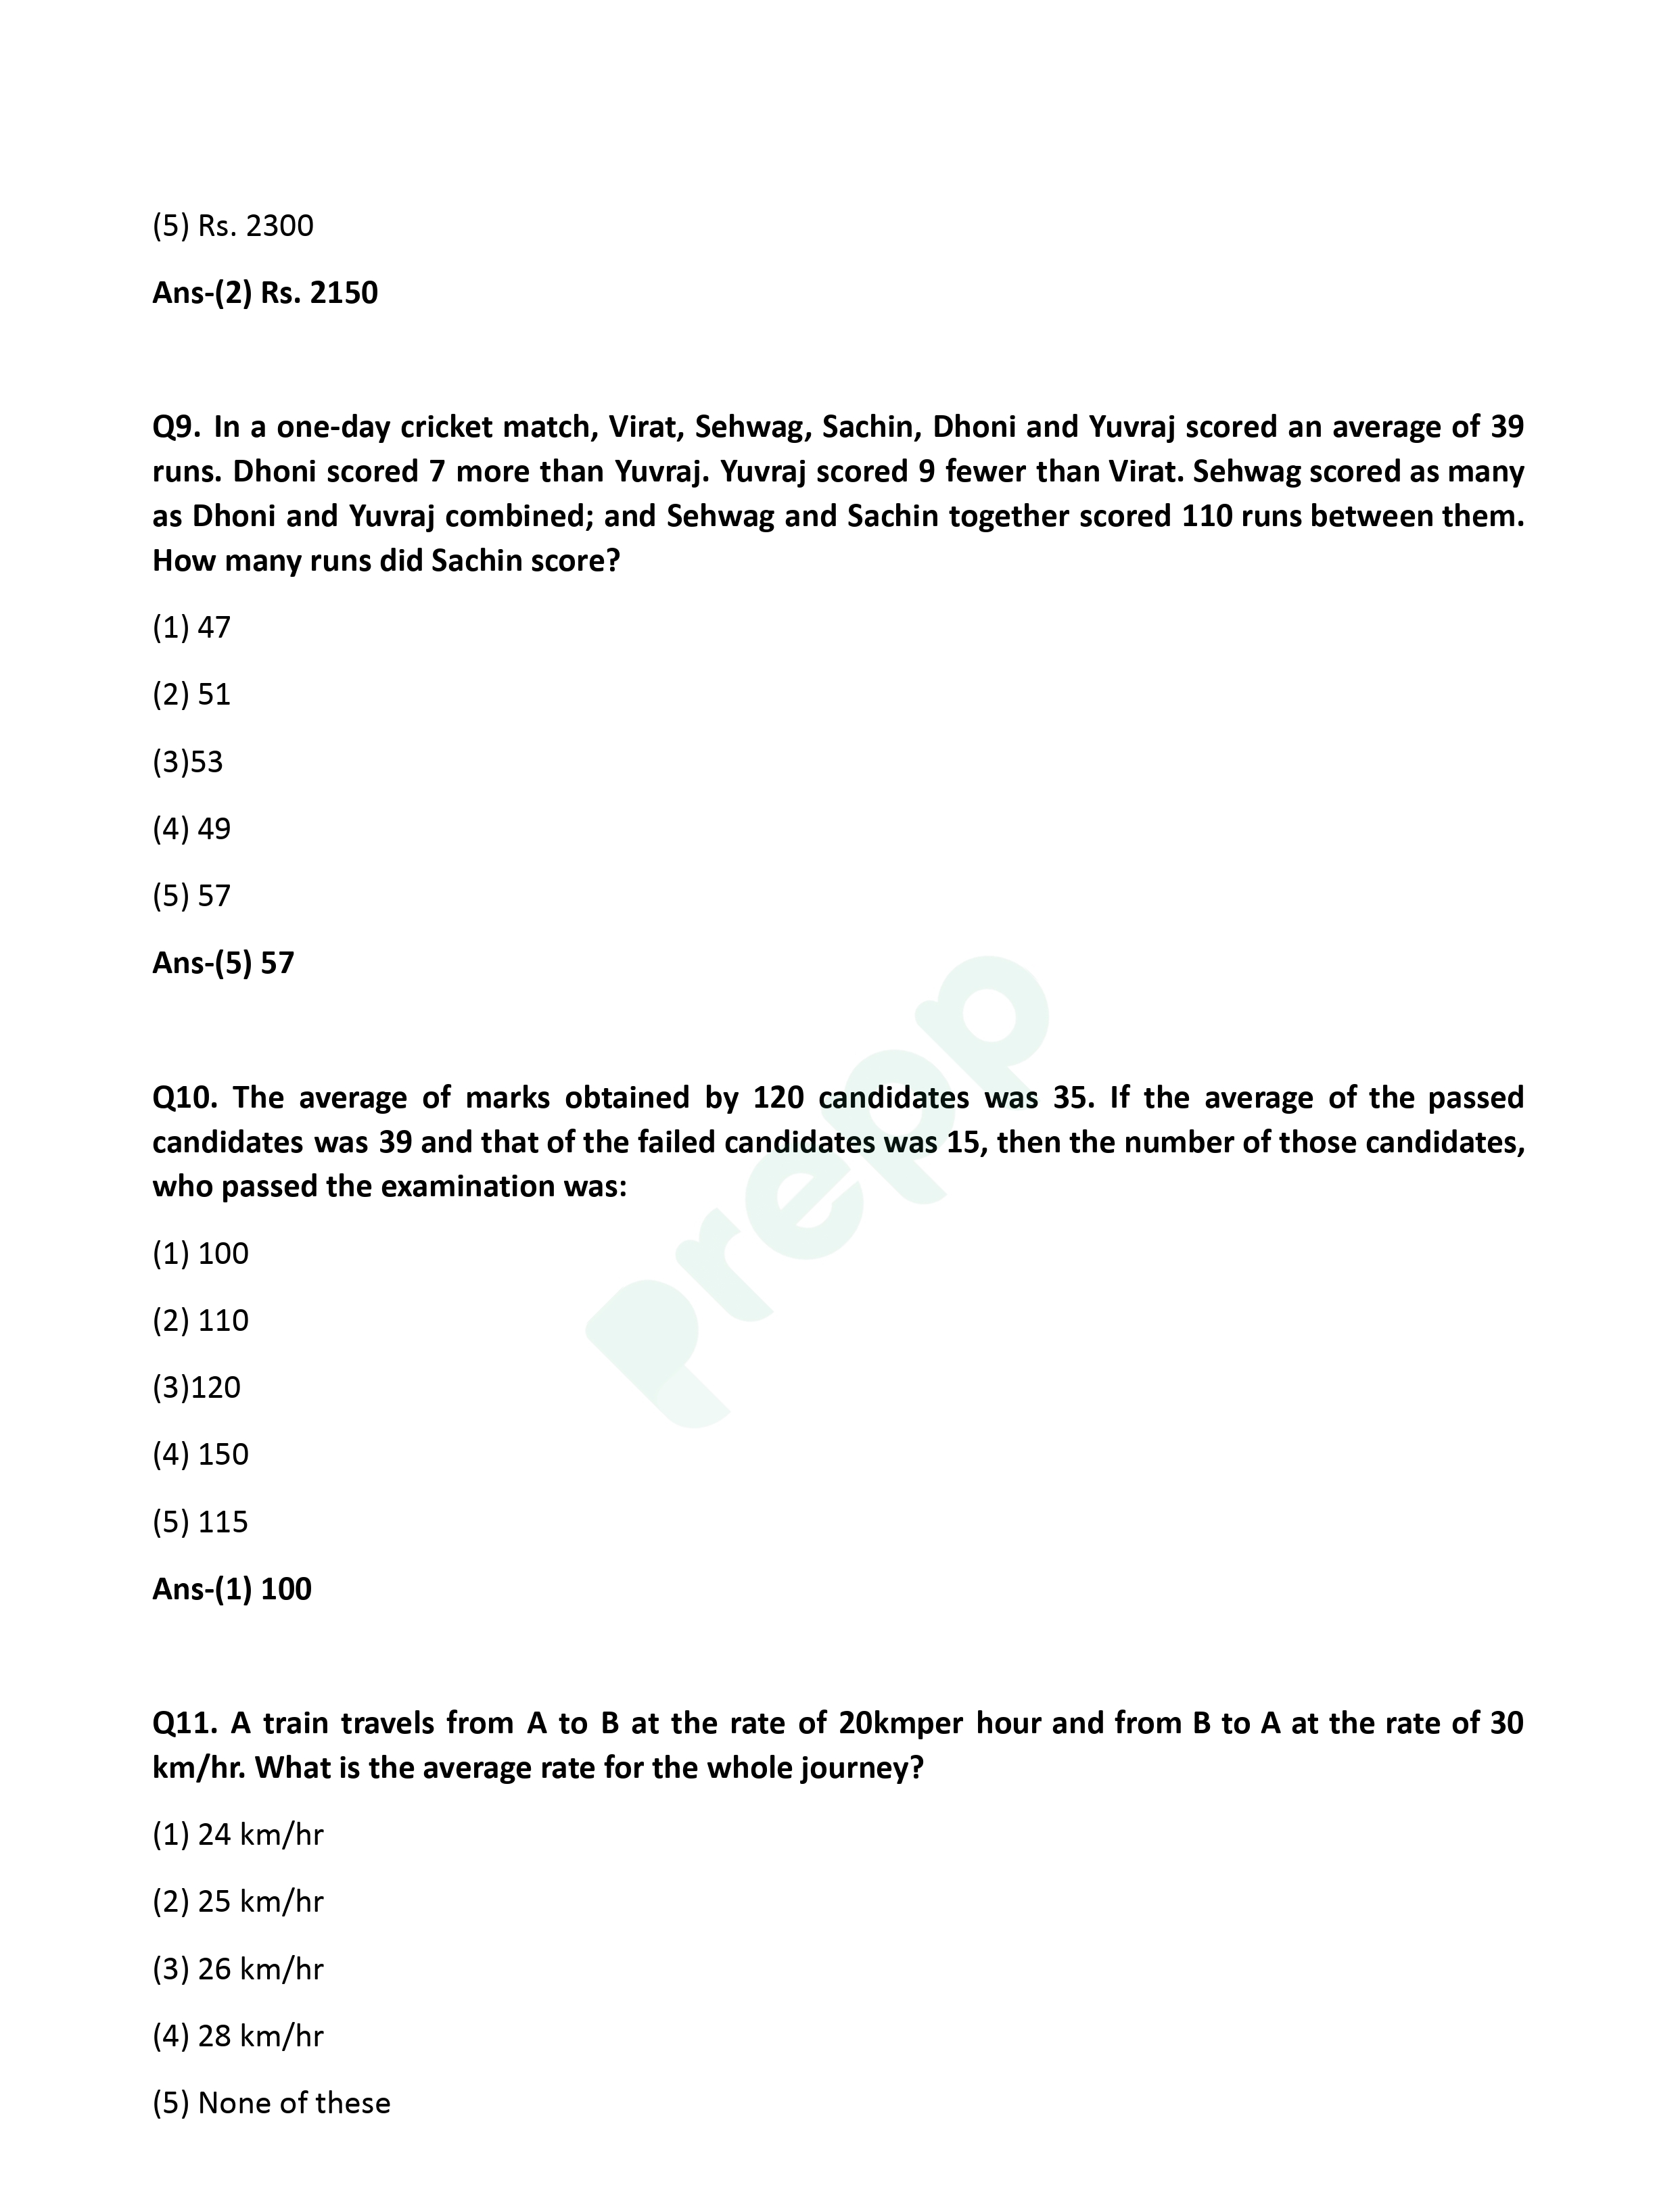 (5) Rs. 2300
Ans-(2) Rs. 2150
Q9. In a one-day cricket match, Virat, Sehwag, Sachin, Dhoni and Yuvraj scored an average of 39
runs. Dhoni scored 7 more than Yuvraj. Yuvraj scored 9 fewer than Virat. Sehwag scored as many
as Dhoni and Yuvraj combined; and Sehwag and Sachin together scored 110 runs between them.
How many runs did Sachin score?
(1) 47
(2) 51
(3)53
(4) 49
(5) 57
Ans-(5) 57
Q10. The average of marks obtained by 120 candidates was 35. If the average of the passed
candidates was 39 and that of the failed candidates was 15, then the number of those candidates,
who passed the examination was:
(1) 100
(2) 110
(3)120
(4) 150
(5) 115
Ans-(1) 100
Q11. A train travels from A to B at the rate of 20kmper hour and from B to A at the rate of 30
km/hr. What is the average rate for the whole journey?
(1) 24 km/hr
(2) 25 km/hr
(3) 26 km/hr
(4) 28 km/hr
(5) None of these
prepp